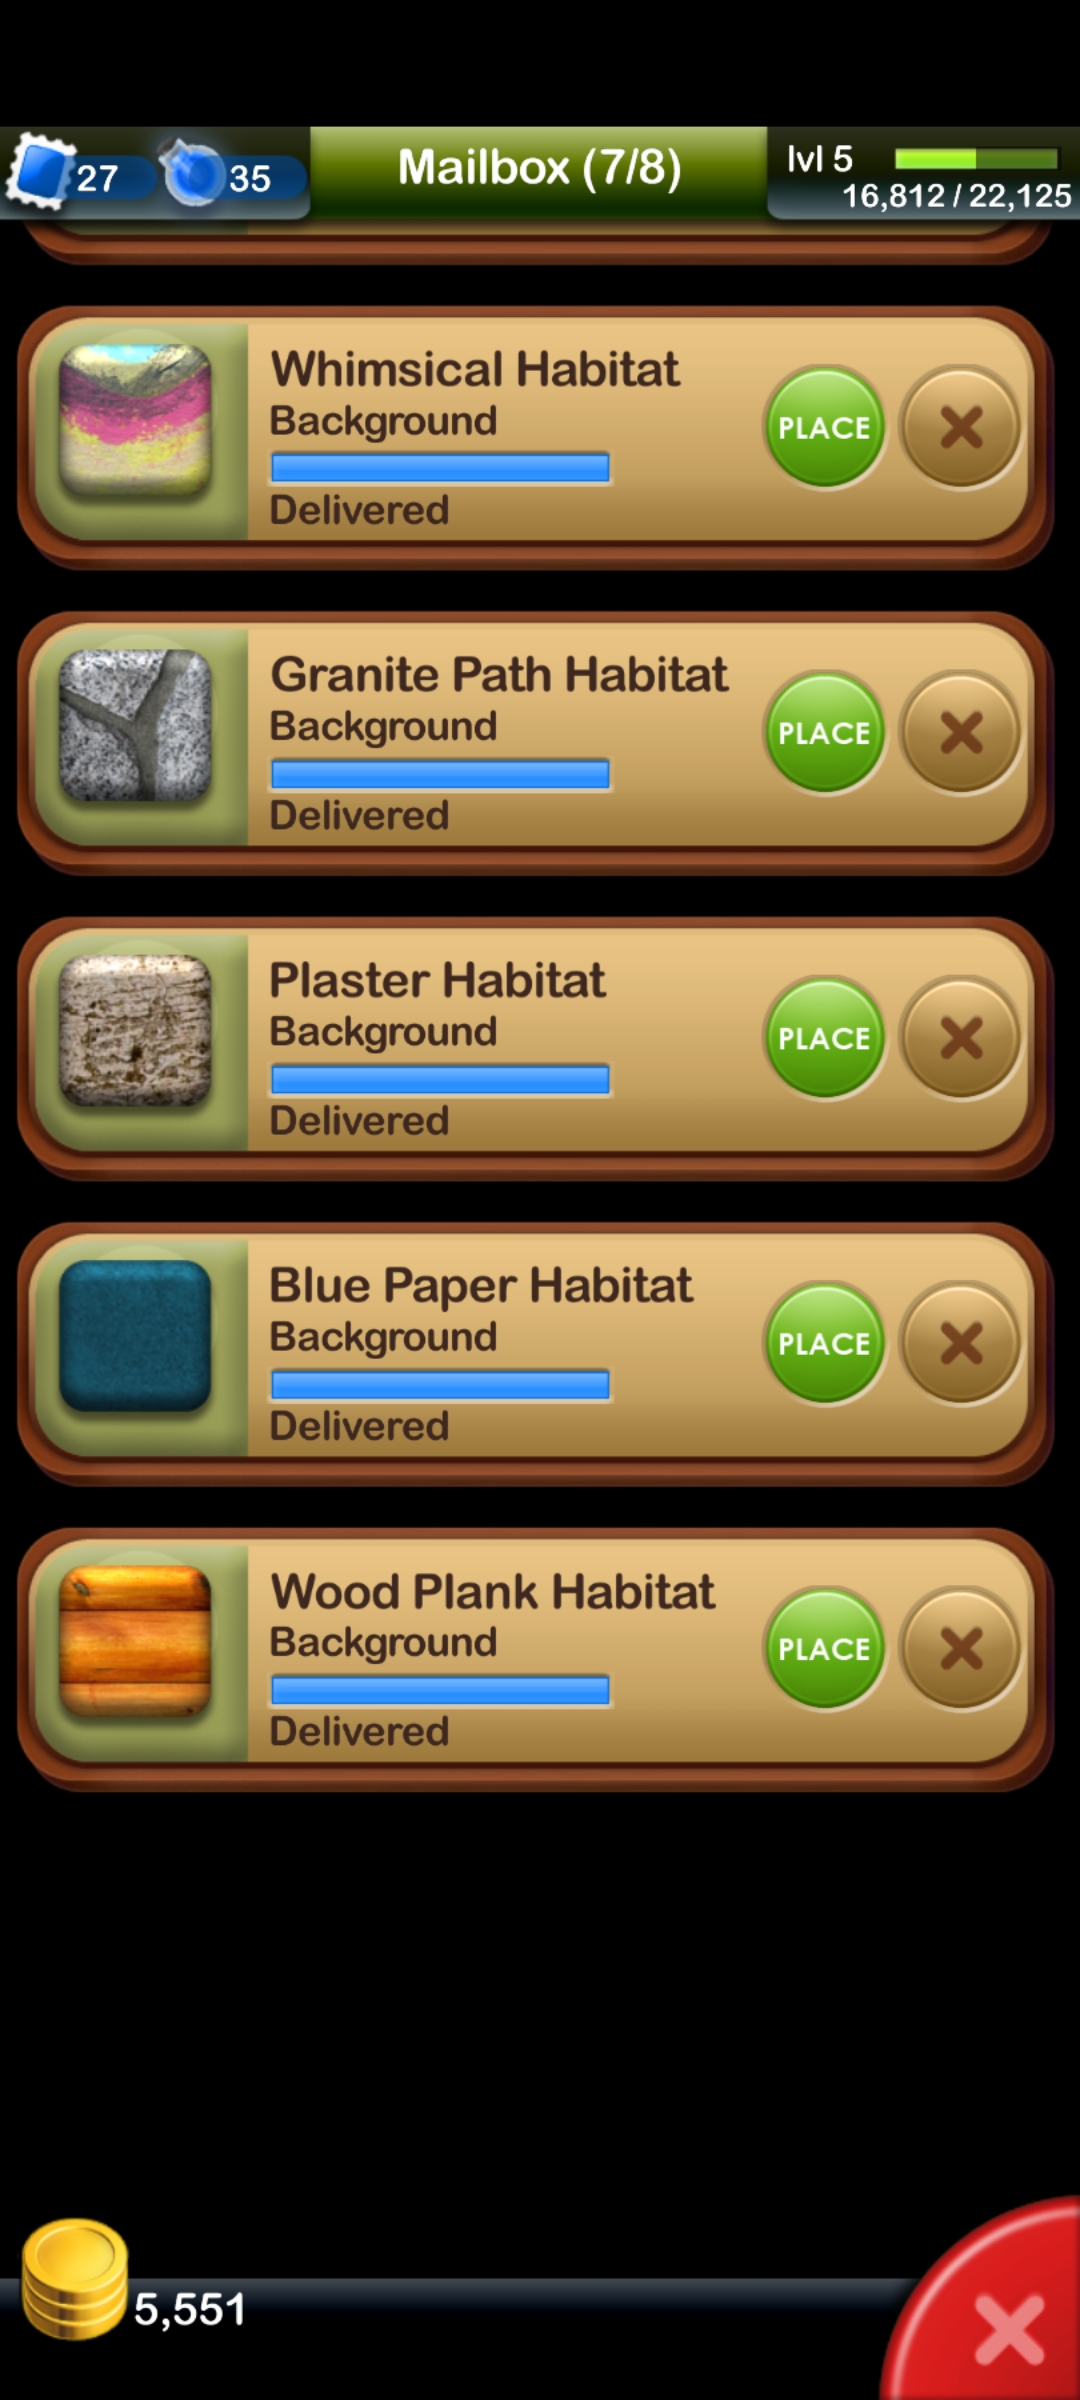 27
35
Mailbox (7/8)
lvl 5
16,812 / 22,125
Whimsical Habitat
Background
Delivered
PLACE
Granite Path Habitat
Background
Delivered
PLACE
Plaster Habitat
Background
Delivered
PLACE
Blue Paper Habitat
Background
Delivered
PLACE
Wood Plank Habitat
Background
Delivered
PLACE
5,551